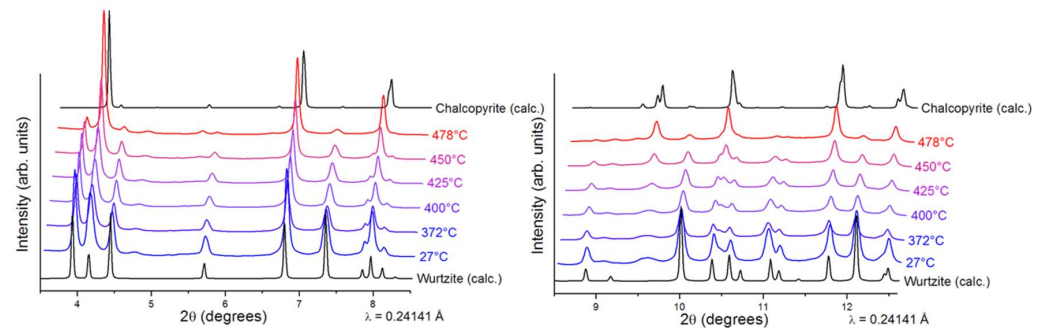 Intensity (arb. units)
Chalcopyrite (calc.)
478°C
450°C
425°C
400°C
372°C
27°C
Wurtzite (calc.)
4 5 6 7 8
2θ (degrees)
λ = 0.24141 Å
Intensity (arb. units)
Chalcopyrite (calc.)
478°C
450°C
425°C
400°C
372°C
27°C
Wurtzite (calc.)
9 10 11 12
2θ (degrees)
λ = 0.24141 Å